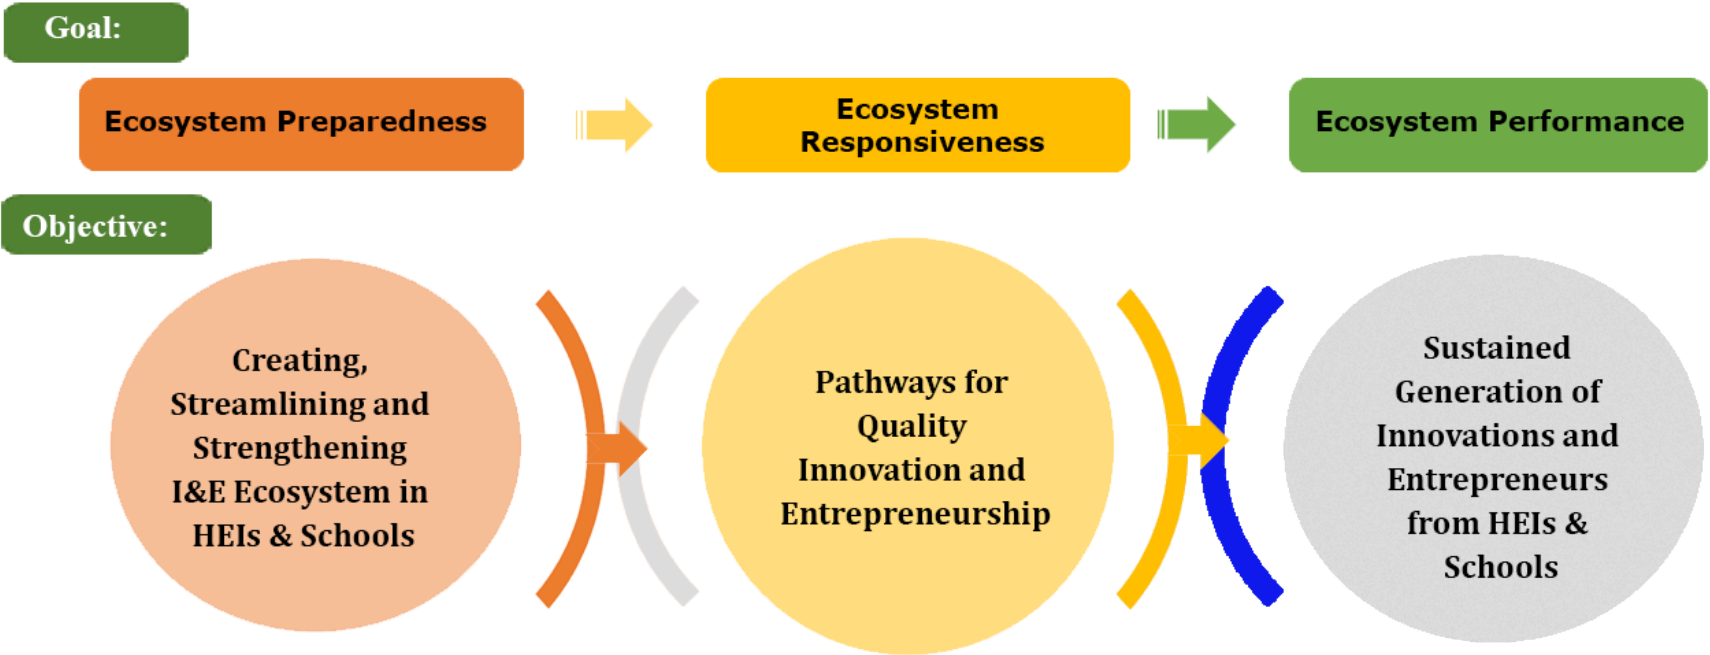 Goal:
Ecosystem Preparedness
Ecosystem
Responsiveness
Ecosystem Performance
Objective:
Creating,
Streamlining and
Strengthening
I&E Ecosystem in
HEIs & Schools
Pathways for
Quality
Innovation and
Entrepreneurship
Sustained
Generation of
Innovations and
Entrepreneurs
from HEIs &
Schools